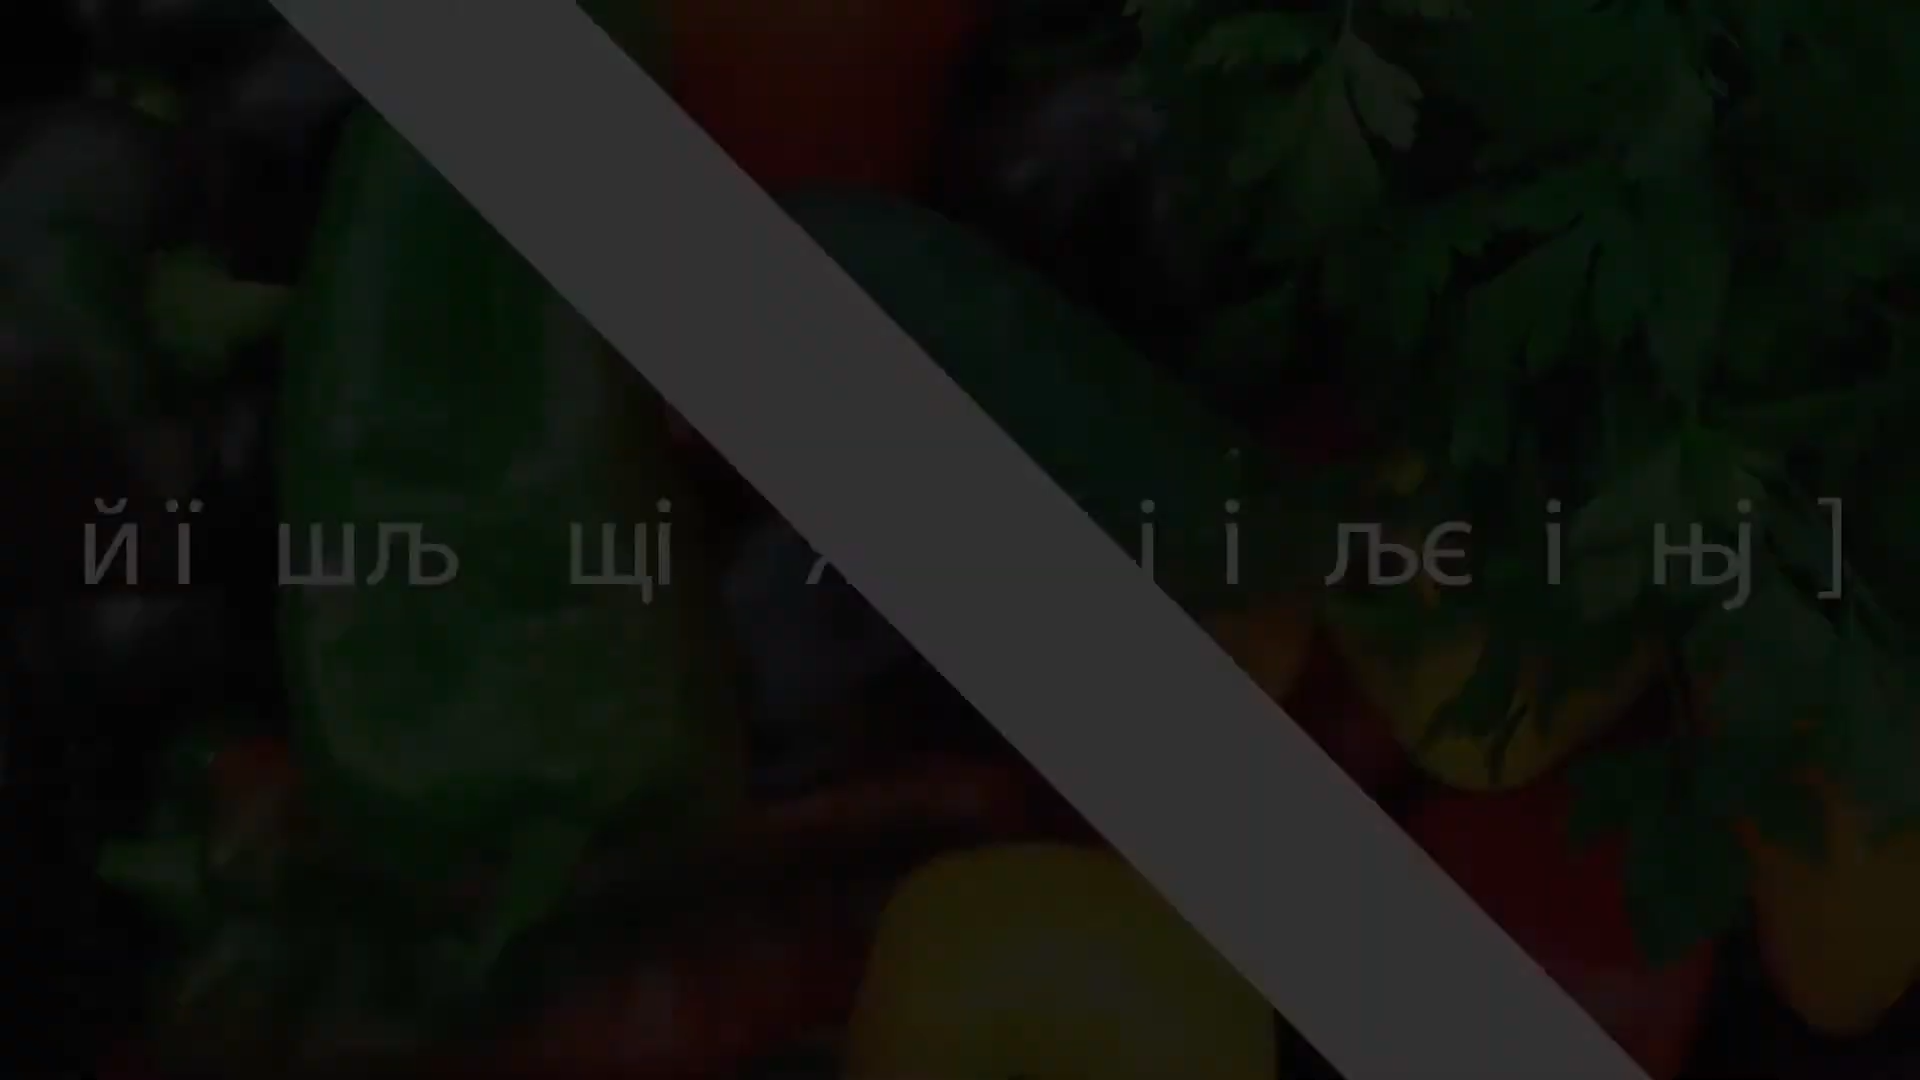 й ї шљ щі і і љє і њј ]